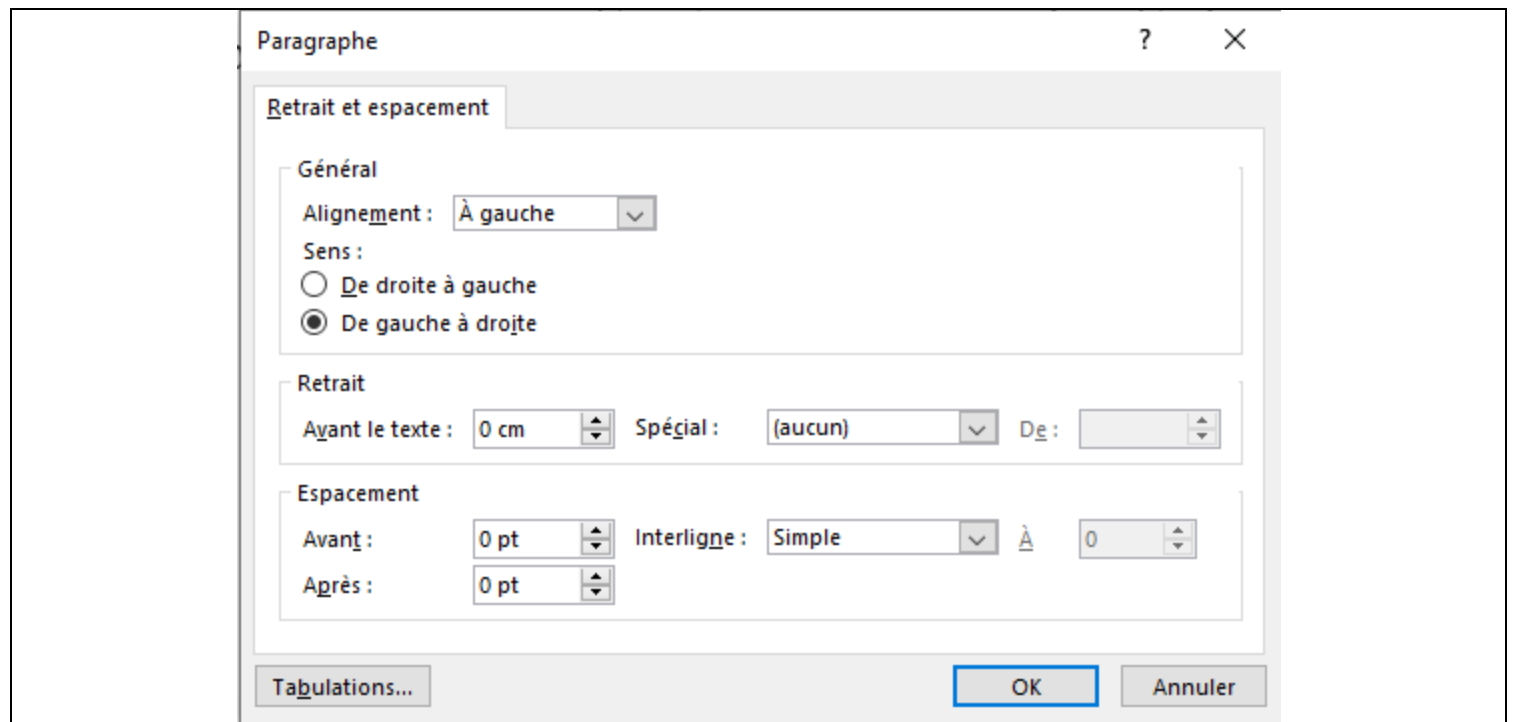 Paragraphe ?
Retrait et espacement
Général
Alignement : À gauche
Sens :
De droite à gauche
De gauche à droite
Retrait
Avant le texte : 0 cm Spécial : (aucun) De :
Espacement
Avant : 0 pt Interligne : Simple À 0
Après : 0 pt
Tabulations... OK Annuler